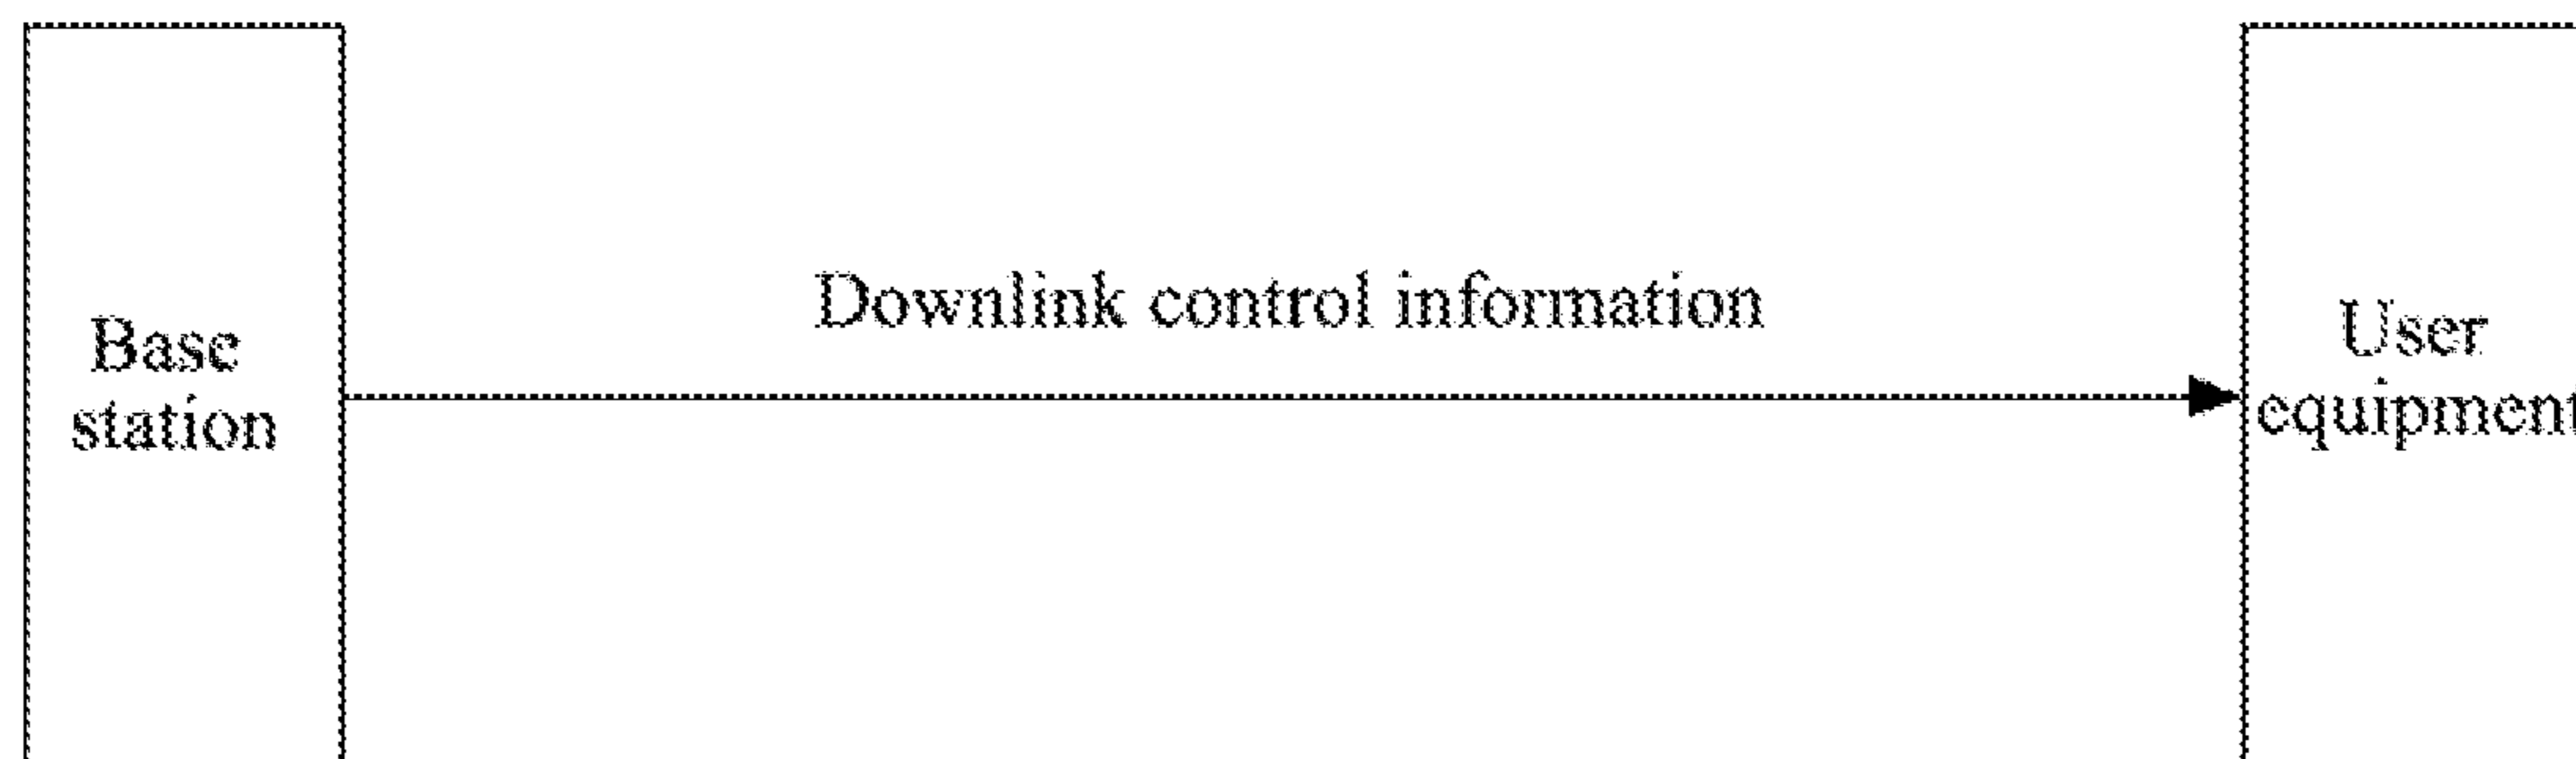 Base
station
Downlink control information
User
equipment